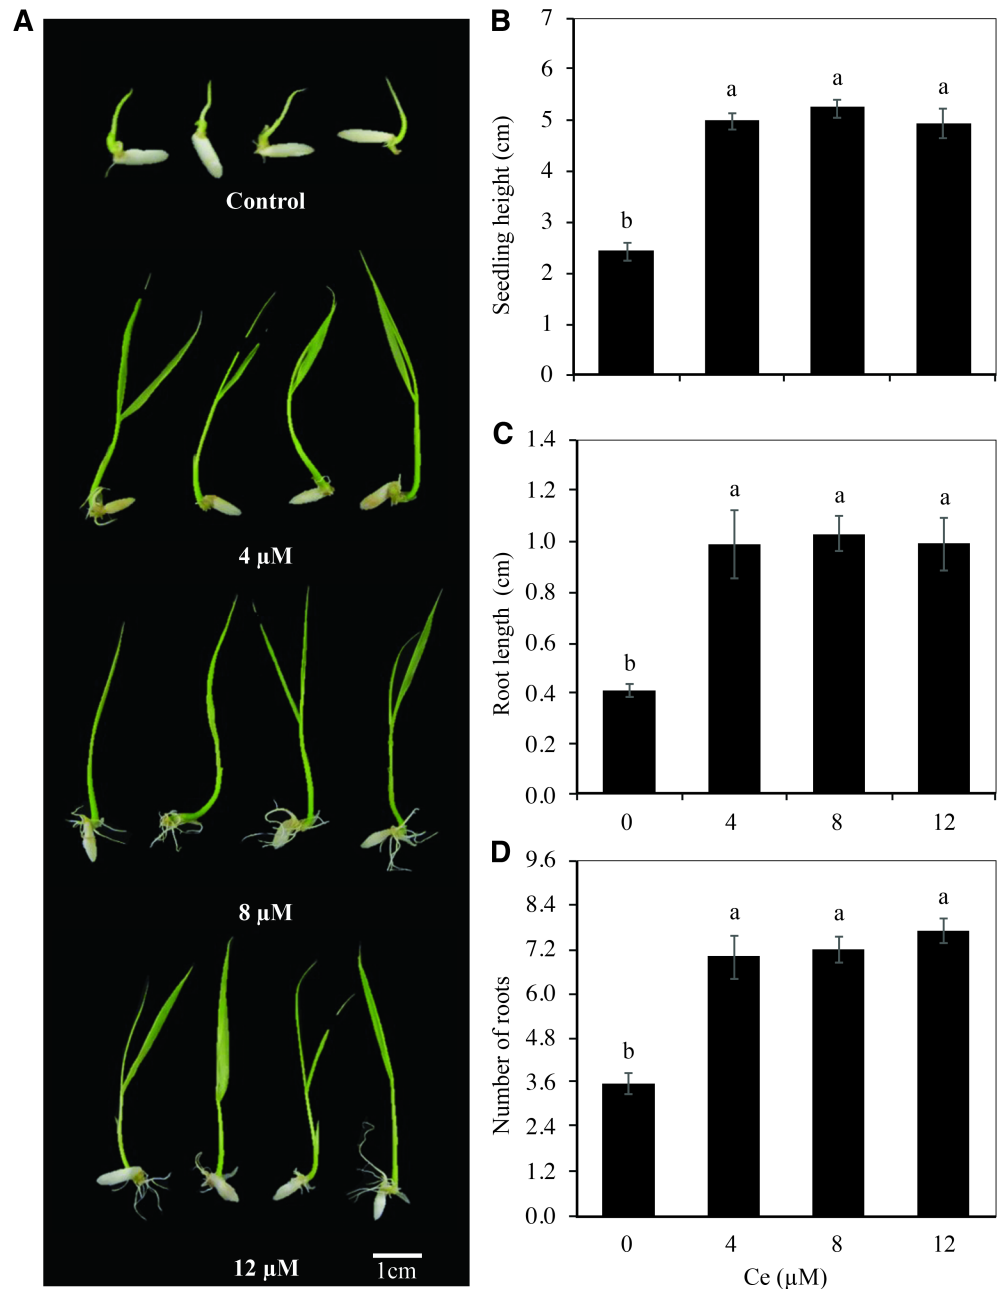 A
Control
4 µM
8 µM
12 µM
1cm
B
Seedling height (cm)
7
6
5
4
3
2
1
0
b
a
a
a
C
Root length (cm)
1.4
1.2
1.0
0.8
0.6
0.4
0.2
0.0
b
a
a
a
0 4 8 12
D
Number of roots
9.6
8.4
7.2
6.0
4.8
3.6
2.4
1.2
0.0
b
a
a
a
0 4 8 12
Ce (µM)